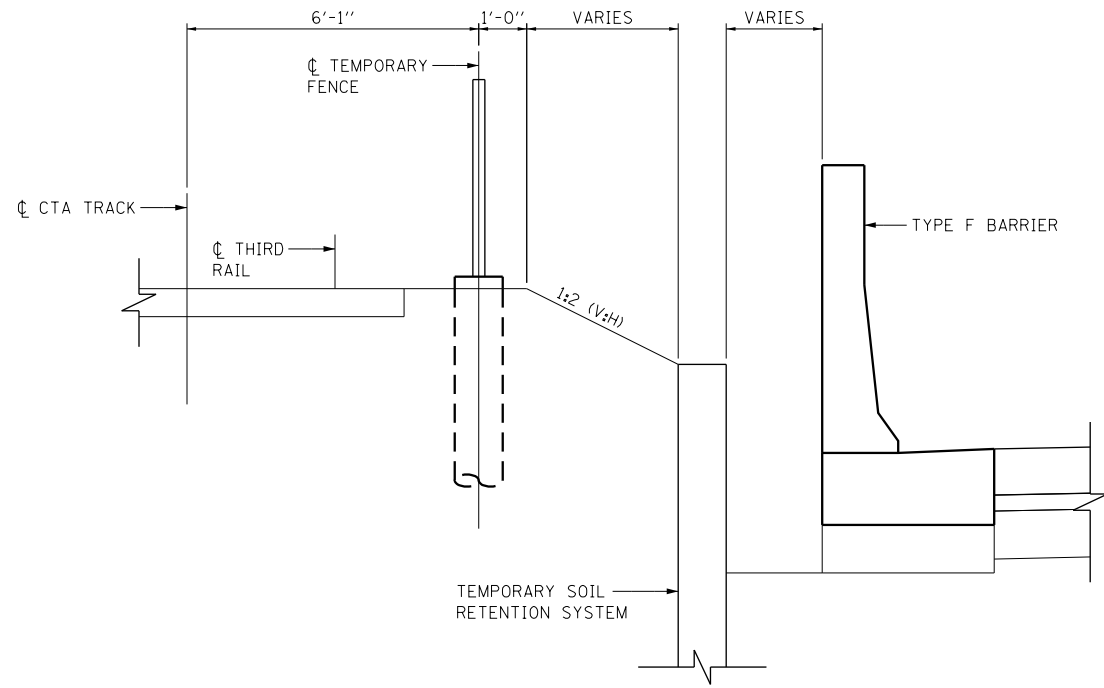 6'-1''
1'-0''
VARIES
VARIES
℄ TEMPORARY
FENCE
℄ CTA TRACK
℄ THIRD
RAIL
TYPE F BARRIER
1:2 (V:H)
TEMPORARY SOIL
RETENTION SYSTEM